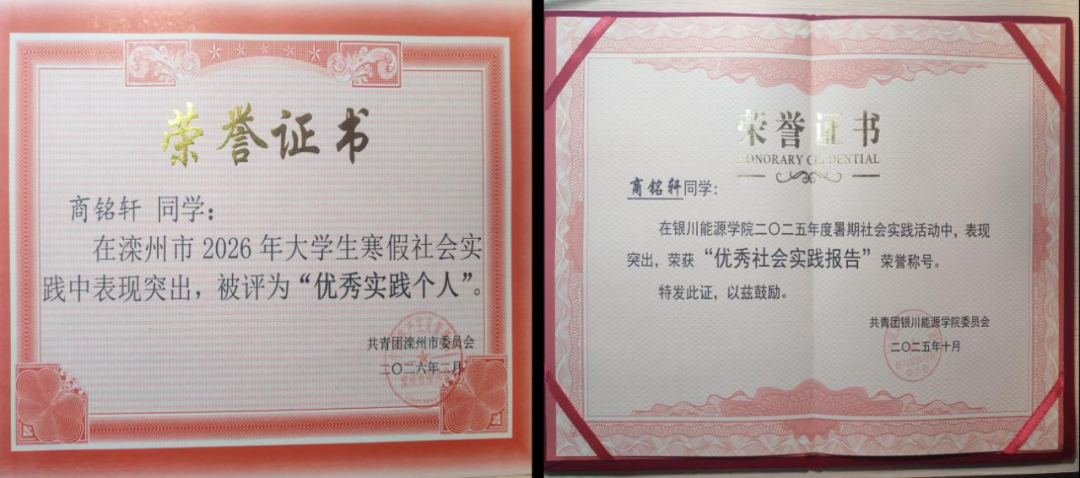 荣誉证书
商铭轩 同学：
在滦州市 2026 年大学生寒假社会实
践中表现突出，被评为“优秀实践个人”。
共青团滦州市委员会
二〇二六年二月
荣誉证书
HONORARY CREDENTIAL
商铭轩同学：
在银川能源学院二〇二五年度暑期社会实践活动中，表现
突出，荣获“优秀社会实践报告”荣誉称号。
特发此证，以兹鼓励。
共青团银川能源学院委员会
二〇二五年十月